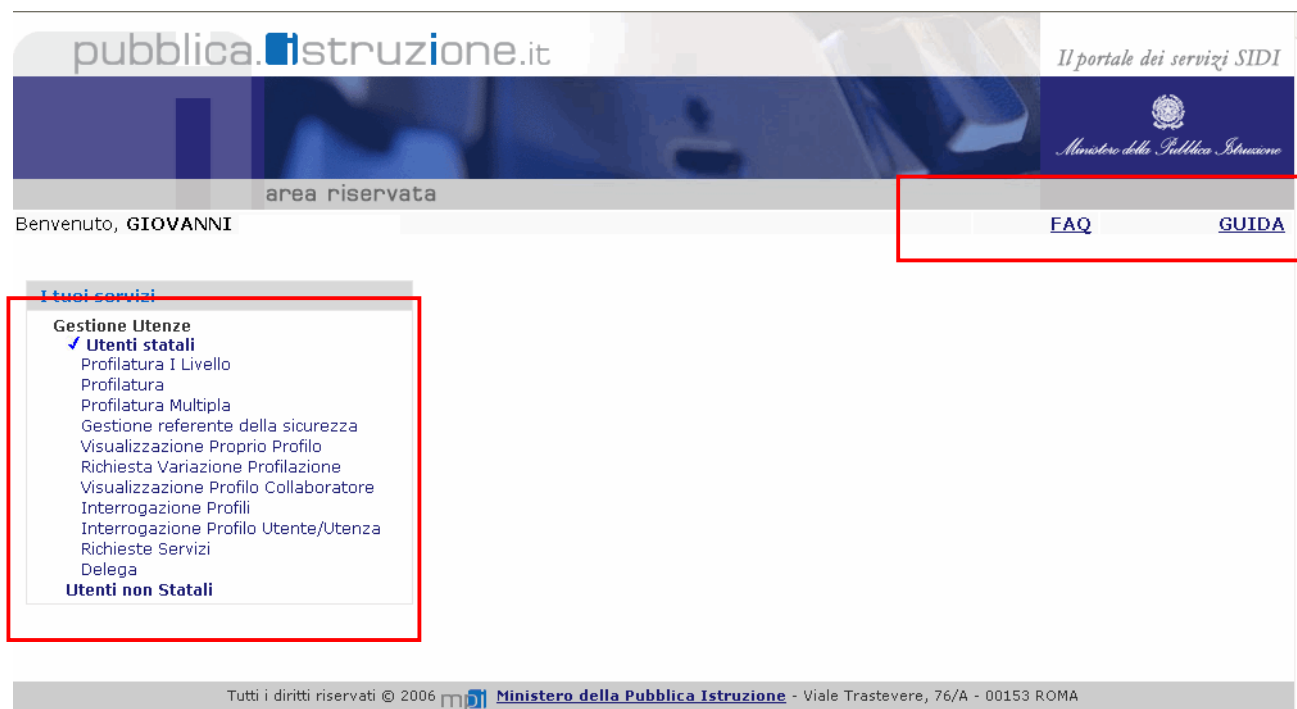 pubblica.istruzione.it
Il portale dei servizi SIDI
Ministero della Pubblica Istruzione
area riservata
Benvenuto, GIOVANNI
FAQ GUIDA
I tuoi servizi
Gestione Utenze
Utenti statali
Profilatura I Livello
Profilatura
Profilatura Multipla
Gestione referente della sicurezza
Visualizzazione Proprio Profilo
Richiesta Variazione Profilazione
Visualizzazione Profilo Collaboratore
Interrogazione Profili
Interrogazione Profilo Utente/Utenza
Richieste Servizi
Delega
Utenti non Statali
Tutti i diritti riservati © 2006 mpi Ministero della Pubblica Istruzione - Viale Trastevere, 76/A - 00153 ROMA